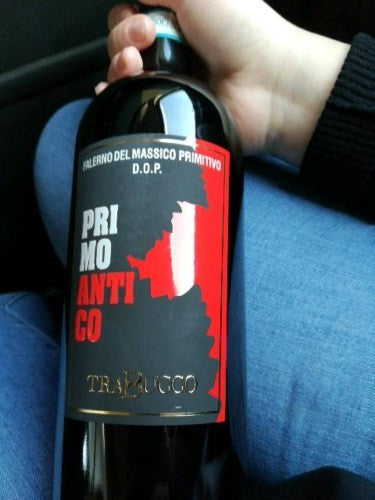 FALERNO DEL MASSICO PRIMITIVO
D.O.P.
PRI
MO
ANTI
CO
TRABUCCO